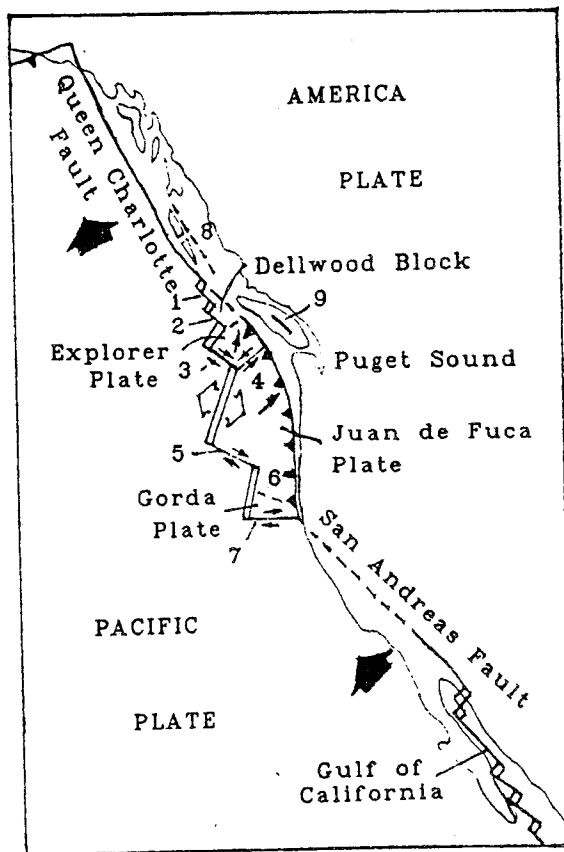 AMERICA
PLATE
Queen Charlotte
Fault
8
Dellwood Block
9
1
2
Explorer
Plate
3
4
Puget Sound
Juan de Fuca
Plate
5
6
Gorda
Plate
7
San Andreas Fault
PACIFIC
PLATE
Gulf of
California